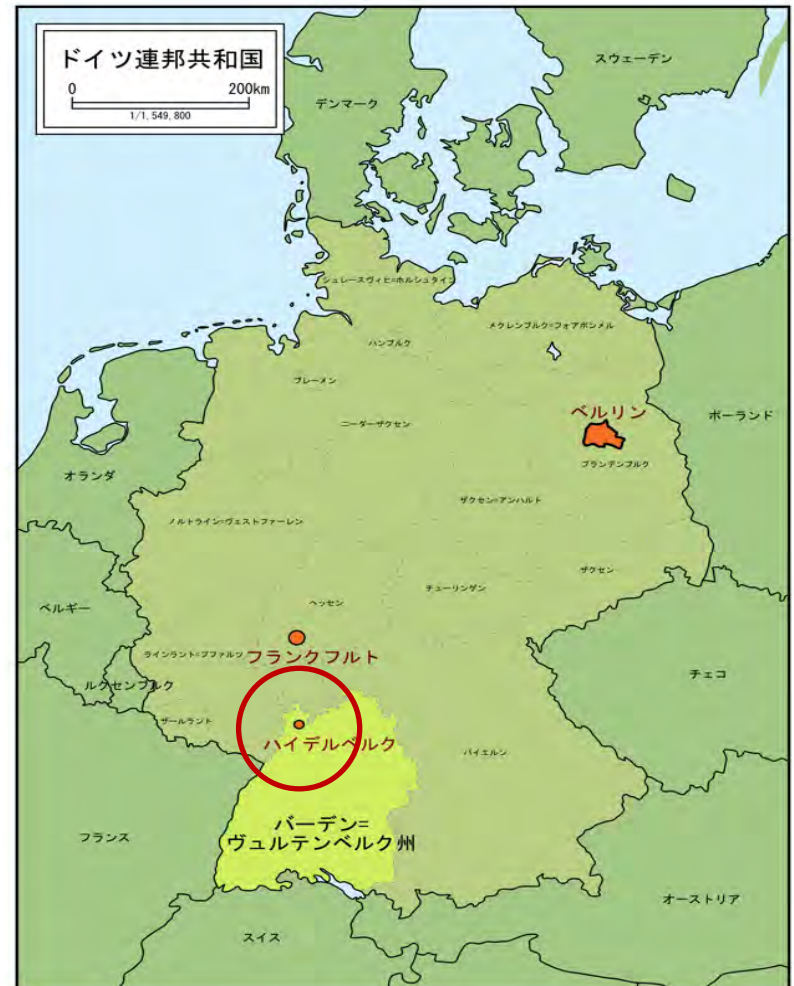 ドイツ連邦共和国
0 200km
1/1,549,800
スウェーデン
デンマーク
シュレースヴィヒ=ホルシュタイン
メクレンブルク=フォアポンメル
ハンブルク
ブレーメン
ベルリン
ポーランド
ニーダーザクセン
ブランデンブルク
オランダ
ザクセン=アンハルト
ノルトライン=ヴェストファーレン
ザクセン
チューリンゲン
ヘッセン
ベルギー
ラインラント=プファルツ
フランクフルト
チェコ
ルクセンブルク
ザールラント
ハイデルベルク
バイエルン
バーデン=
ヴュルテンベルク州
フランス
オーストリア
スイス